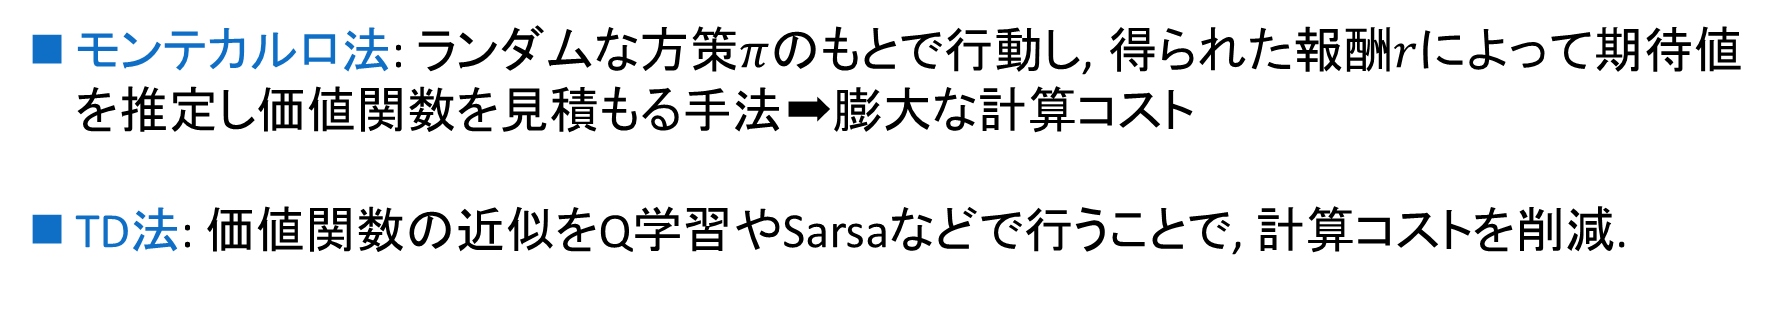 ■ モンテカルロ法: ランダムな方策πのもとで行動し, 得られた報酬rによって期待値
を推定し価値関数を見積もる手法➡膨大な計算コスト
■ TD法: 価値関数の近似をQ学習やSarsaなどで行うことで, 計算コストを削減.